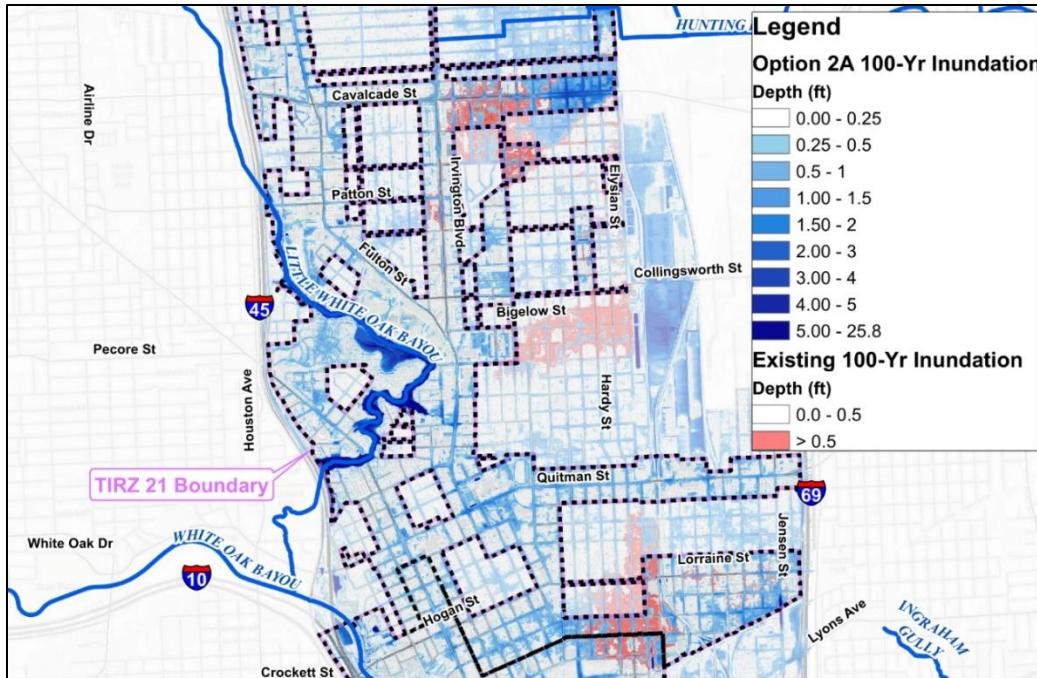 HUNTING
Legend
Option 2A 100-Yr Inundation
Depth (ft)
0.00 - 0.25
0.25 - 0.5
0.5 - 1
1.00 - 1.5
1.50 - 2
2.00 - 3
3.00 - 4
4.00 - 5
5.00 - 25.8
Existing 100-Yr Inundation
Depth (ft)
0.0 - 0.5
> 0.5
Airline Dr
Cavalcade St
Irvington Blvd
Elysian St
Patton St
Fulton St
Collingsworth St
LITTLE WHITE OAK BAYOU
45
Bigelow St
Pecore St
Houston Ave
Hardy St
TIRZ 21 Boundary
Quitman St
69
Jensen St
White Oak Dr
WHITE OAK BAYOU
10
Lorraine St
Hogan St
Lyons Ave
INGRAHAM
GULLY
Crockett St